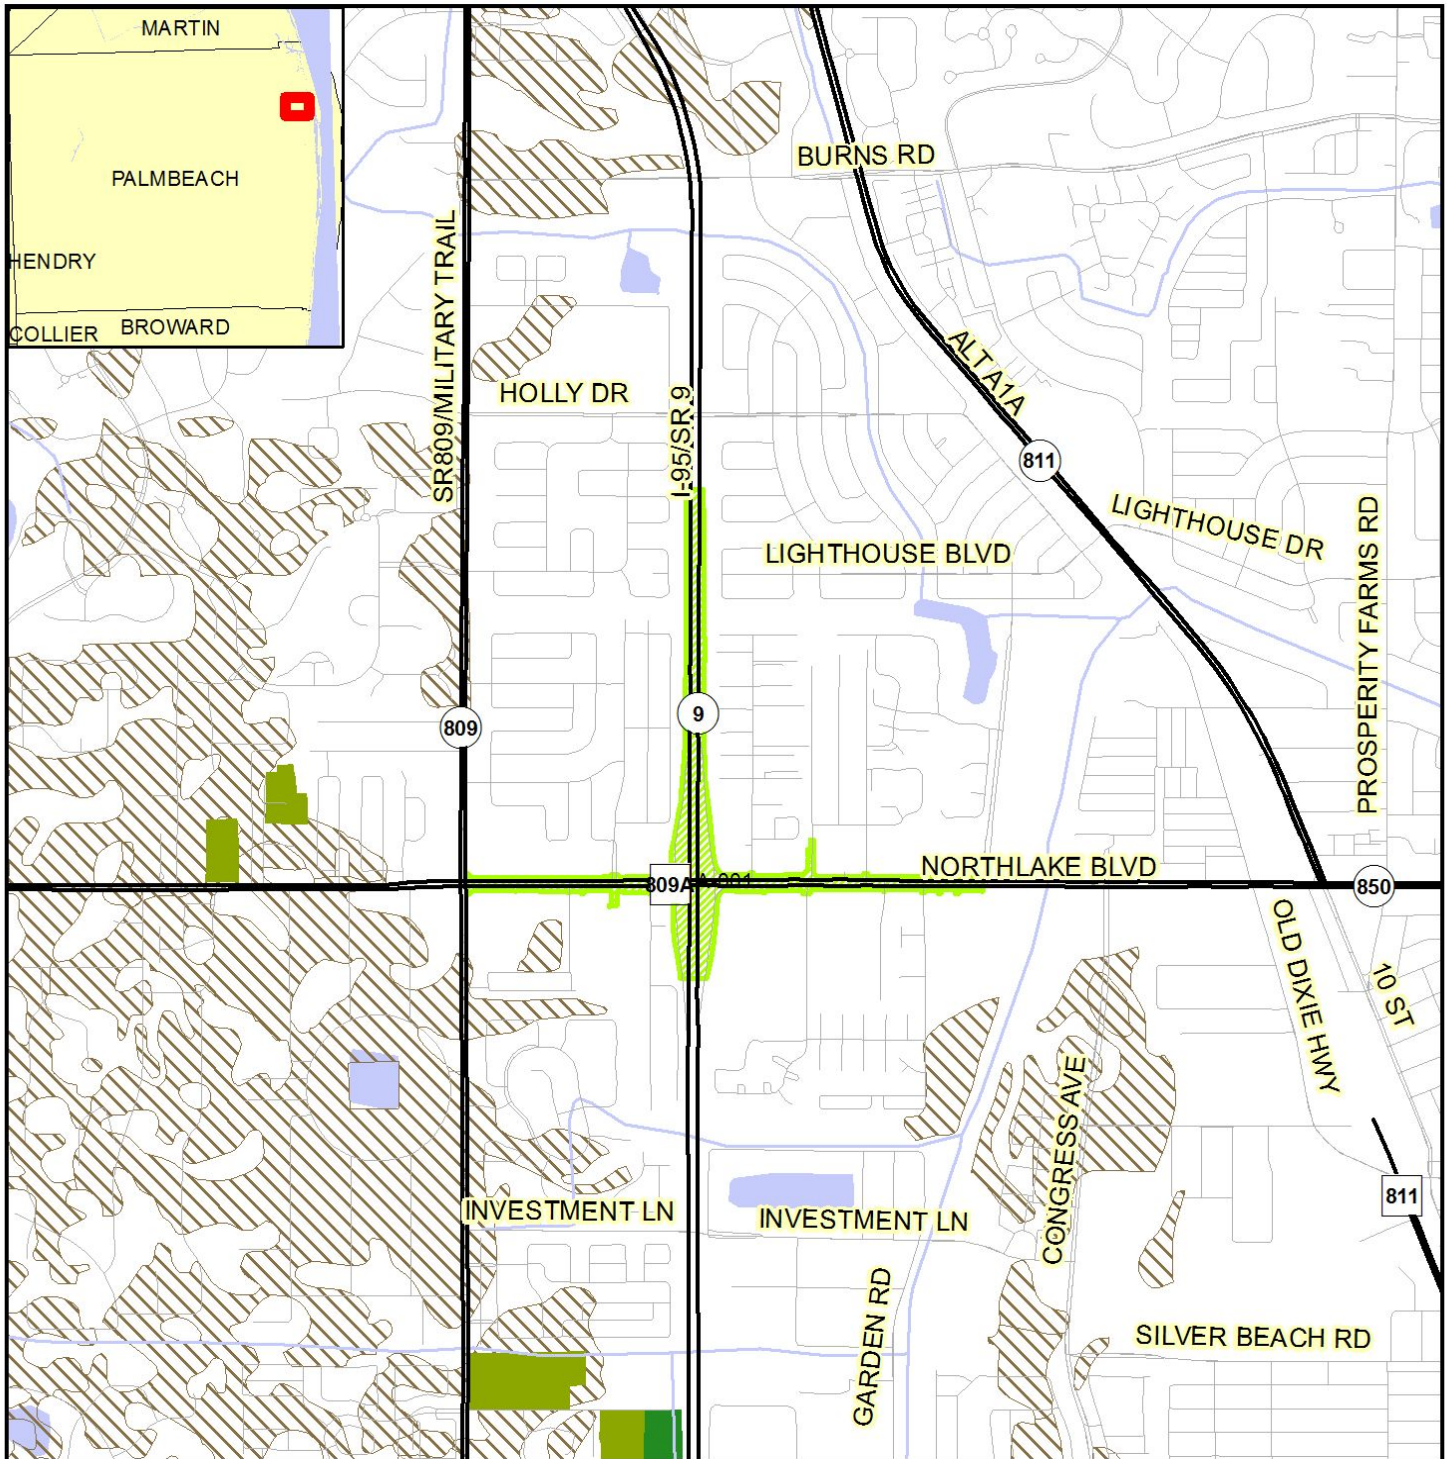 MARTIN
PALMBEACH
HENDRY
COLLIER
BROWARD
BURNS RD
SR809/MILITARY TRAIL
HOLLY DR
I-95/SR 9
ALT A1A
811
LIGHTHOUSE DR
LIGHTHOUSE BLVD
PROSPERITY FARMS RD
809
9
NORTHLAKE BLVD
809A
850
OLD DIXIE HWY
10 ST
CONGRESS AVE
811
INVESTMENT LN
INVESTMENT LN
GARDEN RD
SILVER BEACH RD